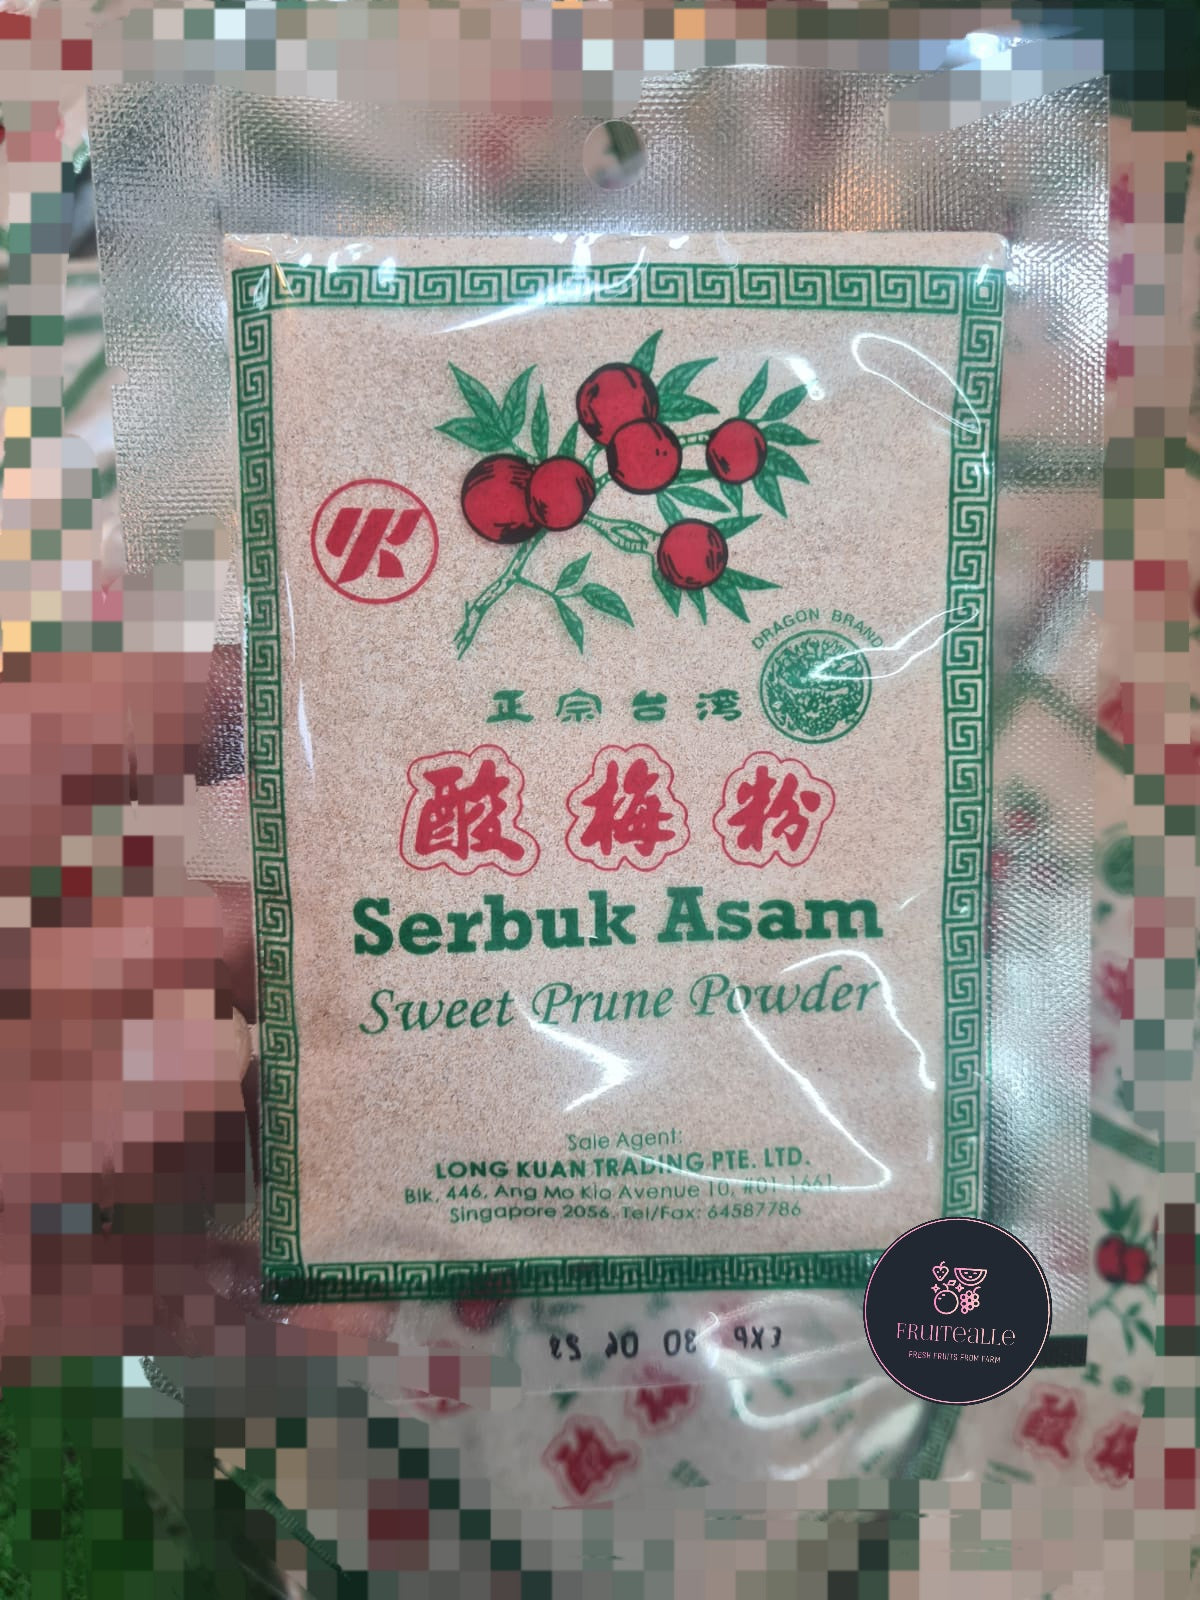 DRAGON BRAND
正宗台湾
酸梅粉
Serbuk Asam
Sweet Prune Powder
Sale Agent:
LONG KUAN TRADING PTE. LTD.
Blk. 446, Ang Mo Kio Avenue 10, #01-1661,
Singapore 2056. Tel/Fax: 64587786
EXP 30 06
FRUITEALLE
FRESH FRUITS FROM FARM